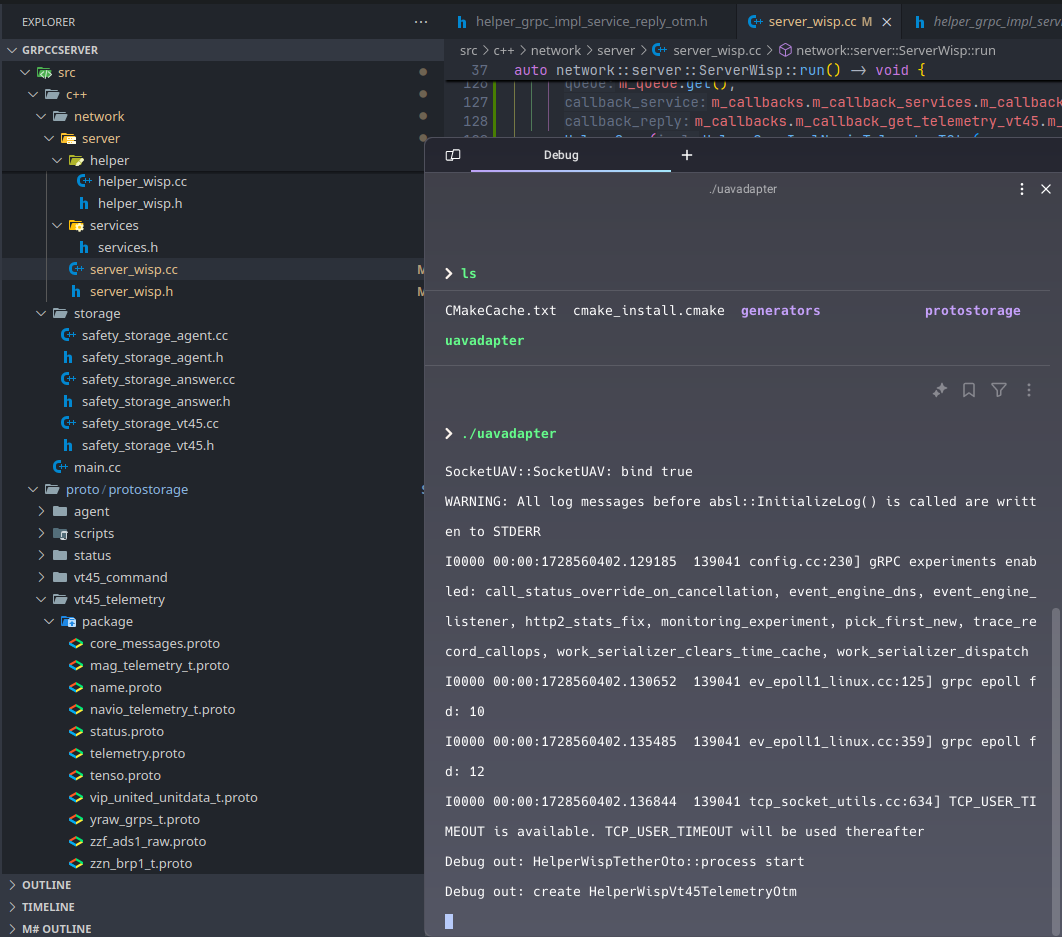 EXPLORER
GRPCCSERVER
src
c++
network
server
helper
helper_wisp.cc
helper_wisp.h
services
services.h
server_wisp.cc M
server_wisp.h M
storage
safety_storage_agent.cc
safety_storage_agent.h
safety_storage_answer.cc
safety_storage_answer.h
safety_storage_vt45.cc
safety_storage_vt45.h
main.cc
proto / protostorage S
agent
scripts
status
vt45_command
vt45_telemetry
package
core_messages.proto
mag_telemetry_t.proto
name.proto
navio_telemetry_t.proto
status.proto
telemetry.proto
tenso.proto
vip_united_unitdata_t.proto
yraw_grps_t.proto
zzf_ads1_raw.proto
zzn_brp1_t.proto
OUTLINE
TIMELINE
M# OUTLINE
helper_grpc_impl_service_reply_otm.h server_wisp.cc M helper_grpc_impl_servi
src > c++ > network > server > server_wisp.cc > network::server::ServerWisp::run
37 auto network::server::ServerWisp::run() -> void {
126 queue: m_queue.get(),
127 callback_service: m_callbacks.m_callback_services.m_callback
128 callback_reply: m_callbacks.m_callback_get_telemetry_vt45.m_
Debug
./uavadapter
ls
CMakeCache.txt cmake_install.cmake generators protostorage
uavadapter
./uavadapter
SocketUAV::SocketUAV: bind true
WARNING: All log messages before absl::InitializeLog() is called are writt
en to STDERR
I0000 00:00:1728560402.129185 139041 config.cc:230] gRPC experiments enab
led: call_status_override_on_cancellation, event_engine_dns, event_engine_
listener, http2_stats_fix, monitoring_experiment, pick_first_new, trace_re
cord_callops, work_serializer_clears_time_cache, work_serializer_dispatch
I0000 00:00:1728560402.130652 139041 ev_epoll1_linux.cc:125] grpc epoll f
d: 10
I0000 00:00:1728560402.135485 139041 ev_epoll1_linux.cc:359] grpc epoll f
d: 12
I0000 00:00:1728560402.136844 139041 tcp_socket_utils.cc:634] TCP_USER_TI
MEOUT is available. TCP_USER_TIMEOUT will be used thereafter
Debug out: HelperWispTetherOto::process start
Debug out: create HelperWispVt45TelemetryOtm